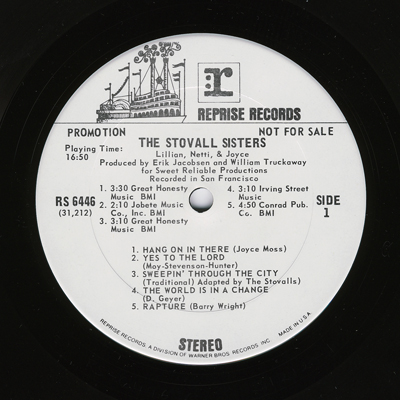 r
REPRISE RECORDS
PROMOTION
NOT FOR SALE
THE STOVALL SISTERS
Playing Time:
16:50
Lillian, Netti, & Joyce
Produced by Erik Jacobsen and William Truckaway
for Sweet Reliable Productions
Recorded in San Francisco
RS 6446
(31,212)
1. 3:30 Great Honesty
Music BMI
2. 2:10 Jobete Music
Co., Inc. BMI
3. 3:10 Great Honesty
Music BMI
4. 3:10 Irving Street
Music BMI
5. 4:50 Conrad Pub.
Co. BMI
SIDE
1
1. HANG ON IN THERE (Joyce Moss)
2. YES TO THE LORD
(Moy-Stevenson-Hunter)
3. SWEEPIN' THROUGH THE CITY
(Traditional) Adapted by The Stovalls
4. THE WORLD IS IN A CHANGE
(D. Geyer)
5. RAPTURE (Barry Wright)
STEREO
REPRISE RECORDS, A DIVISION OF WARNER BROS. RECORDS INC.
MADE IN U.S.A.